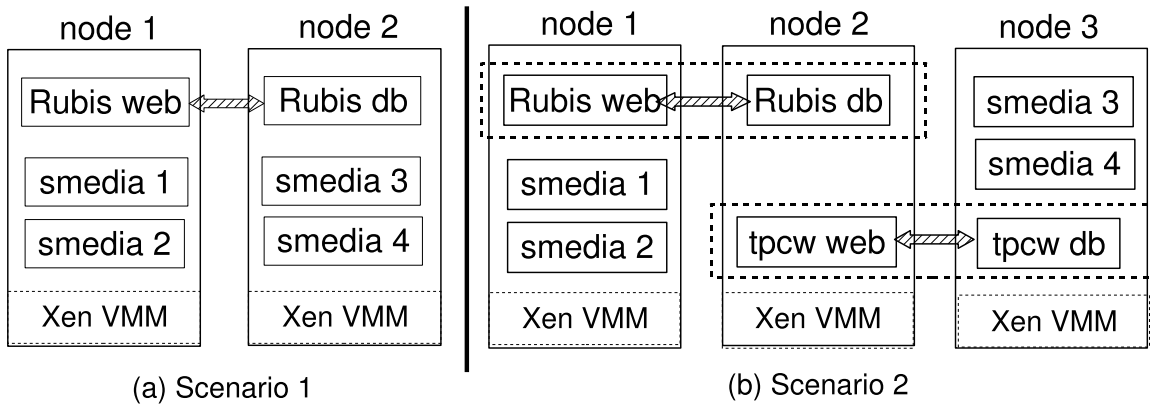 node 1
node 2
Rubis web
Rubis db
smedia 1
smedia 3
smedia 2
smedia 4
Xen VMM
Xen VMM
(a) Scenario 1
node 1
node 2
node 3
Rubis web
Rubis db
smedia 3
smedia 1
smedia 4
smedia 2
tpcw web
tpcw db
Xen VMM
Xen VMM
Xen VMM
(b) Scenario 2